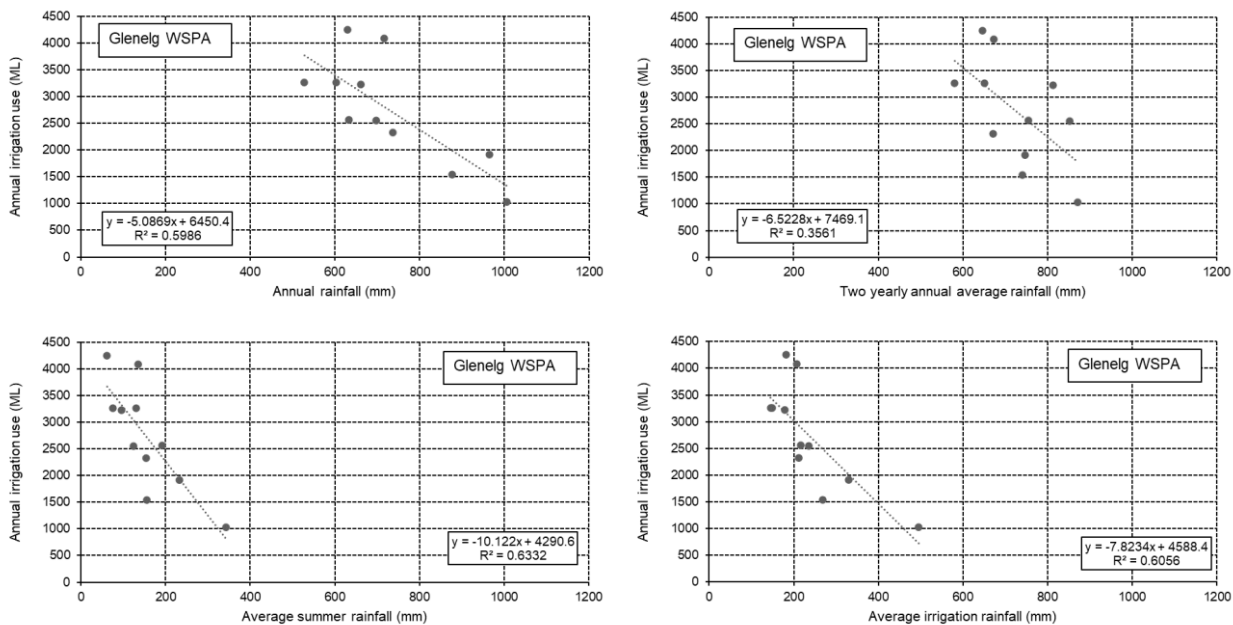 Annual irrigation use (ML)
4500
4000
3500
3000
2500
2000
1500
1000
500
0
Glenelg WSPA
y = -5.0869x + 6450.4
R² = 0.5986
0 200 400 600 800 1000 1200
Annual rainfall (mm)
Annual irrigation use (ML)
4500
4000
3500
3000
2500
2000
1500
1000
500
0
Glenelg WSPA
y = -6.5228x + 7469.1
R² = 0.3561
0 200 400 600 800 1000 1200
Two yearly annual average rainfall (mm)
Annual irrigation use (ML)
4500
4000
3500
3000
2500
2000
1500
1000
500
0
Glenelg WSPA
y = -10.122x + 4290.6
R² = 0.6332
0 200 400 600 800 1000 1200
Average summer rainfall (mm)
Annual irrigation use (ML)
4500
4000
3500
3000
2500
2000
1500
1000
500
0
Glenelg WSPA
y = -7.8234x + 4588.4
R² = 0.6056
0 200 400 600 800 1000 1200
Average irrigation rainfall (mm)